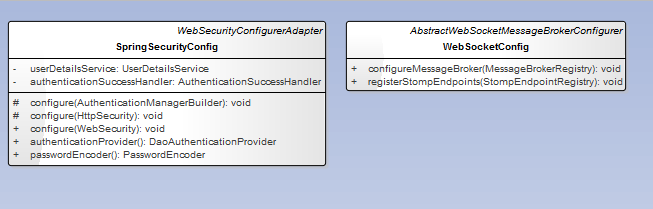 WebSecurityConfigurerAdapter
SpringSecurityConfig
- userDetailsService: UserDetailsService
- authenticationSuccessHandler: AuthenticationSuccessHandler
# configure(AuthenticationManagerBuilder): void
# configure(HttpSecurity): void
+ configure(WebSecurity): void
+ authenticationProvider(): DaoAuthenticationProvider
+ passwordEncoder(): PasswordEncoder
AbstractWebSocketMessageBrokerConfigurer
WebSocketConfig
+ configureMessageBroker(MessageBrokerRegistry): void
+ registerStompEndpoints(StompEndpointRegistry): void